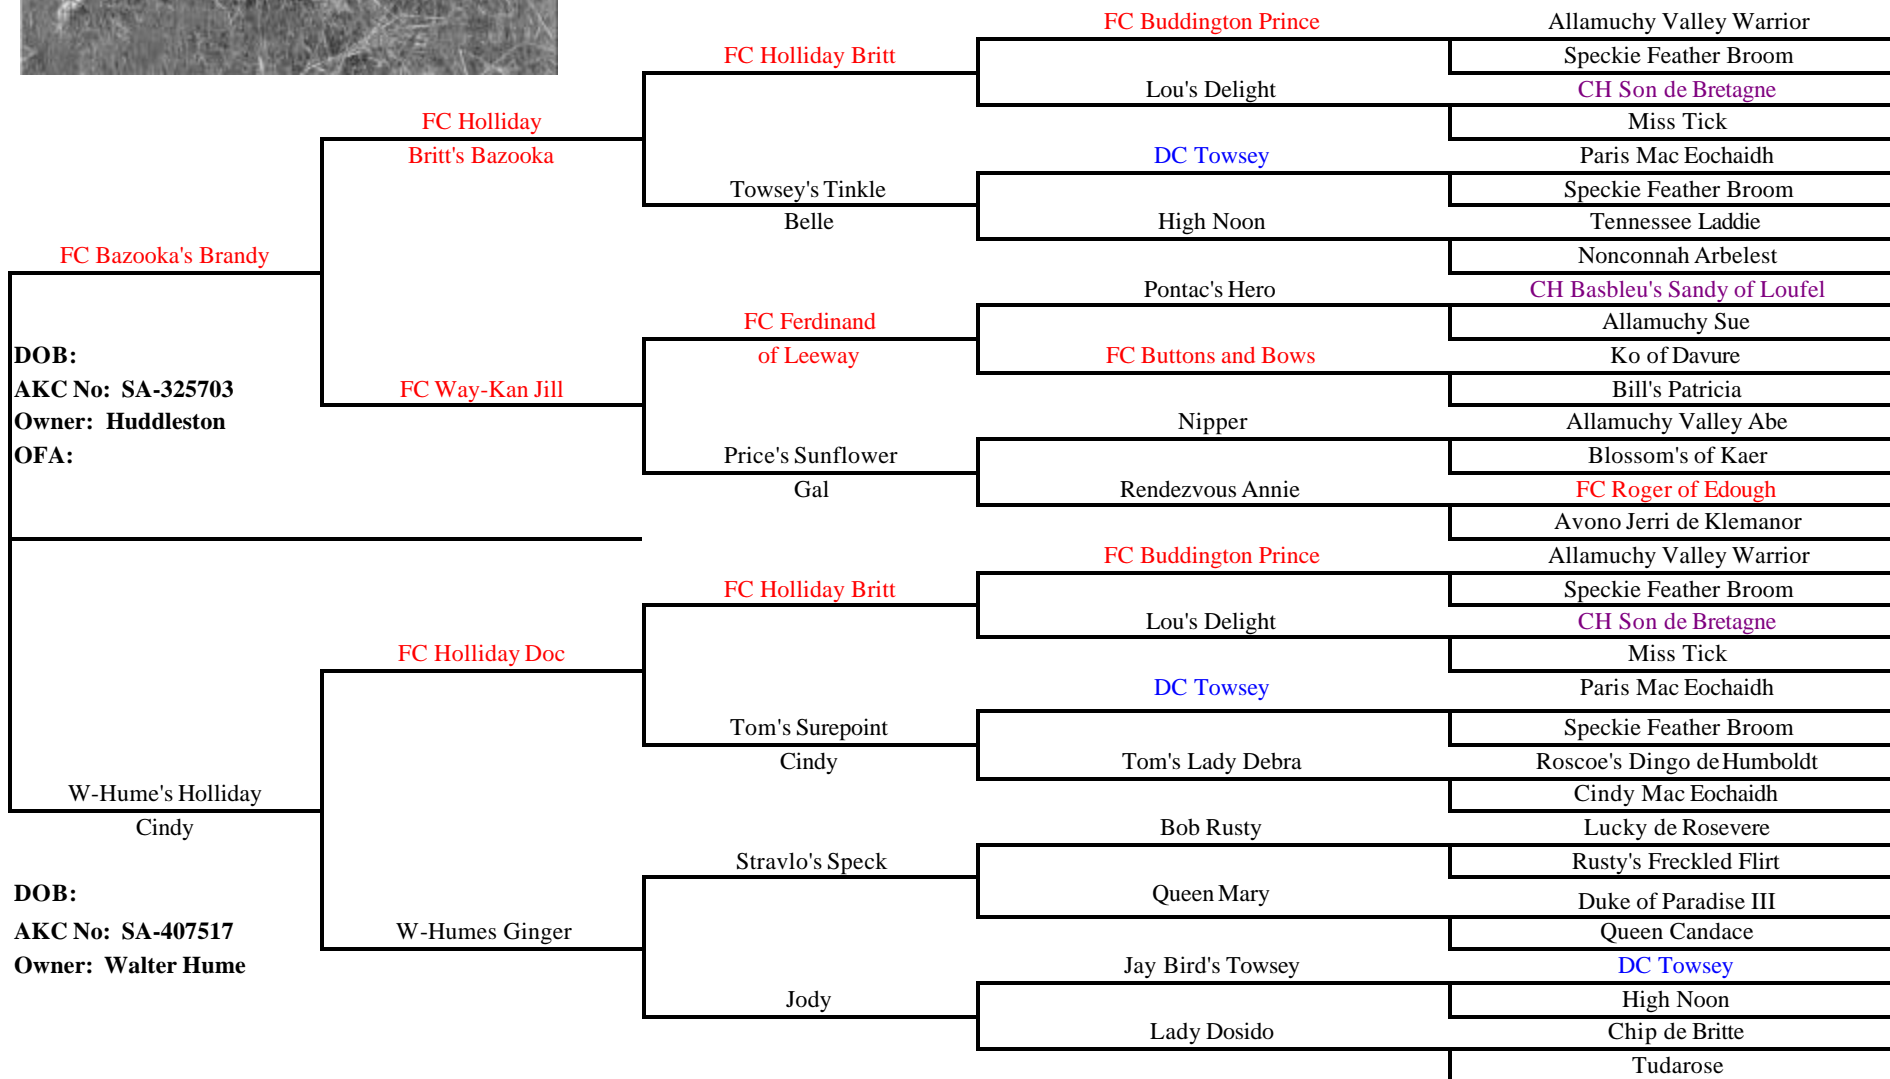 FC Buddington Prince Allamuchy Valley Warrior
FC Holliday Britt Speckie Feather Broom
Lou's Delight CH Son de Bretagne
FC Holliday Miss Tick
Britt's Bazooka DC Towsey Paris Mac Eochaidh
Towsey's Tinkle Speckie Feather Broom
Belle High Noon Tennessee Laddie
FC Bazooka's Brandy Nonconnah Arbelest
Pontac's Hero CH Basbleu's Sandy of Loufel
FC Ferdinand Allamuchy Sue
DOB: of Leeway FC Buttons and Bows Ko of Davure
AKC No: SA-325703 FC Way-Kan Jill Bill's Patricia
Owner: Huddleston Nipper Allamuchy Valley Abe
OFA: Price's Sunflower Blossom's of Kaer
Gal Rendezvous Annie FC Roger of Edough
Avono Jerri de Klemanor
FC Buddington Prince Allamuchy Valley Warrior
FC Holliday Britt Speckie Feather Broom
Lou's Delight CH Son de Bretagne
FC Holliday Doc Miss Tick
DC Towsey Paris Mac Eochaidh
Tom's Surepoint Speckie Feather Broom
Cindy Tom's Lady Debra Roscoe's Dingo de Humboldt
W-Hume's Holliday Cindy Mac Eochaidh
Cindy Bob Rusty Lucky de Rosevere
Stravlo's Speck Rusty's Freckled Flirt
DOB: Queen Mary Duke of Paradise III
AKC No: SA-407517 W-Humes Ginger Queen Candace
Owner: Walter Hume Jay Bird's Towsey DC Towsey
Jody High Noon
Lady Dosido Chip de Britte
Tudarose